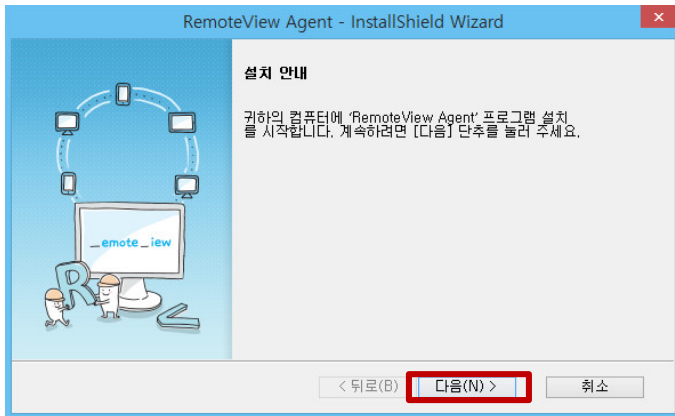 RemoteView Agent - InstallShield Wizard
설치 안내
귀하의 컴퓨터에 'RemoteView Agent' 프로그램 설치
를 시작합니다. 계속하려면 [다음] 단추를 눌러 주세요.
_emote_iew
R V
< 뒤로(B)
다음(N) >
취소